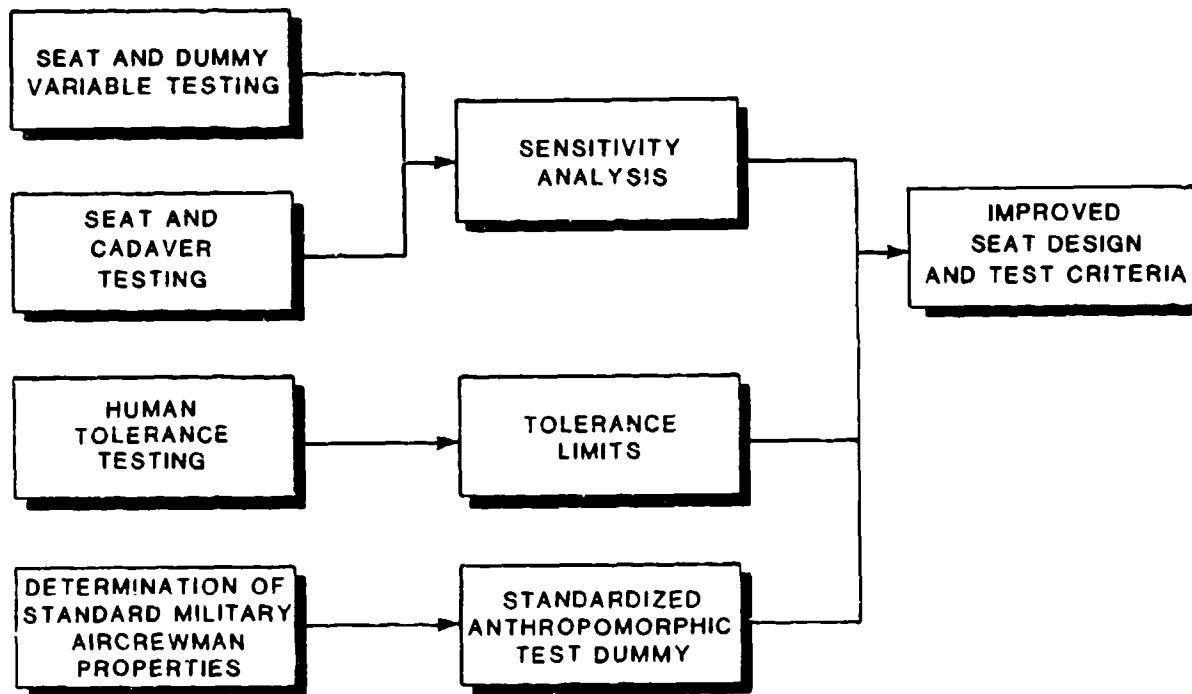 SEAT AND DUMMY
VARIABLE TESTING
SEAT AND
CADAVER
TESTING
SENSITIVITY
ANALYSIS
IMPROVED
SEAT DESIGN
AND TEST CRITERIA
HUMAN
TOLERANCE
TESTING
TOLERANCE
LIMITS
DETERMINATION OF
STANDARD MILITARY
AIRCREWMAN
PROPERTIES
STANDARDIZED
ANTHROPOMORPHIC
TEST DUMMY